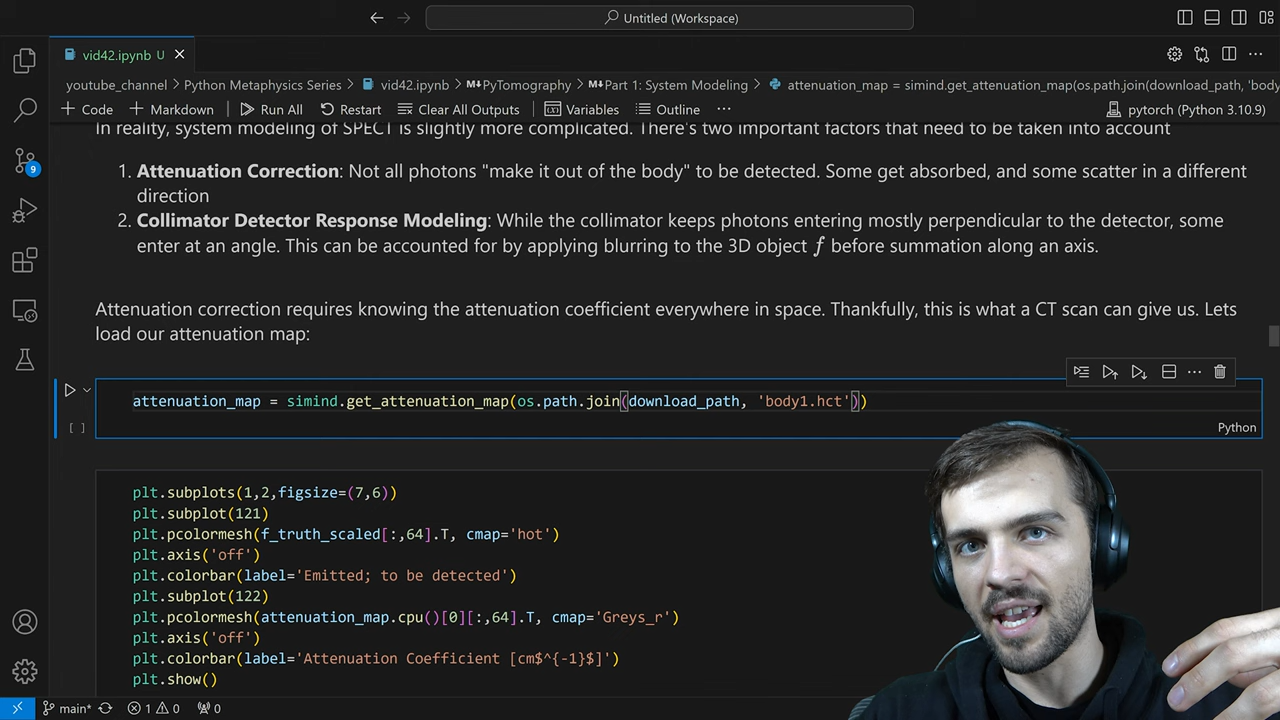 Untitled (Workspace)
vid42.ipynb U
youtube_channel > Python Metaphysics Series > vid42.ipynb > PyTomography > Part 1: System Modeling > attenuation_map = simind.get_attenuation_map(os.path.join(download_path, 'body
+ Code + Markdown Run All Restart Clear All Outputs Variables Outline ... pytorch (Python 3.10.9)
In reality, system modeling of SPECT is slightly more complicated. There's two important factors that need to be taken into account
1. Attenuation Correction: Not all photons "make it out of the body" to be detected. Some get absorbed, and some scatter in a different
direction
2. Collimator Detector Response Modeling: While the collimator keeps photons entering mostly perpendicular to the detector, some
enter at an angle. This can be accounted for by applying blurring to the 3D object f before summation along an axis.
Attenuation correction requires knowing the attenuation coefficient everywhere in space. Thankfully, this is what a CT scan can give us. Lets
load our attenuation map:
attenuation_map = simind.get_attenuation_map(os.path.join(download_path, 'body1.hct'))
[ ]
Python
plt.subplots(1,2,figsize=(7,6))
plt.subplot(121)
plt.pcolormesh(f_truth_scaled[:,64].T, cmap='hot')
plt.axis('off')
plt.colorbar(label='Emitted; to be detected')
plt.subplot(122)
plt.pcolormesh(attenuation_map.cpu()[0][:,64].T, cmap='Greys_r')
plt.axis('off')
plt.colorbar(label='Attenuation Coefficient [cm$^{-1}$]')
plt.show()
9
main* 1 0 0